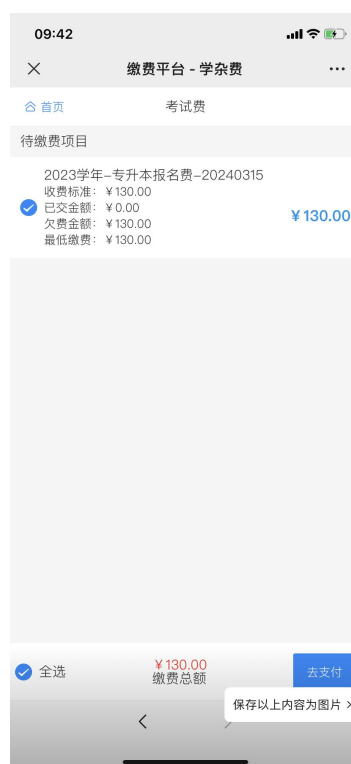 09:42
缴费平台 - 学杂费
首页
考试费
待缴费项目
2023学年-专升本报名费-20240315
收费标准：￥130.00
已交金额：￥0.00
欠费金额：￥130.00
最低缴费：￥130.00
￥130.00
全选
￥130.00
缴费总额
去支付
保存以上内容为图片